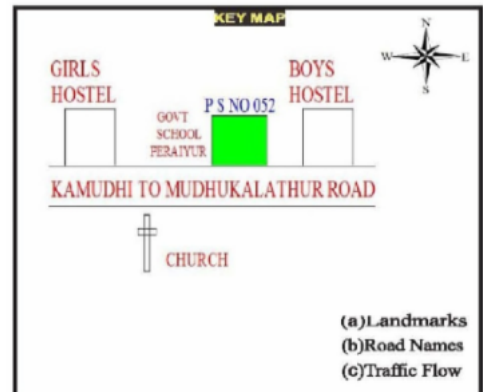 KEY MAP
N
W
E
S
GIRLS
HOSTEL
BOYS
HOSTEL
P S NO 052
GOVT
SCHOOL
PERAIYUR
KAMUDHI TO MUDHUKALATHUR ROAD
CHURCH
(a)Landmarks
(b)Road Names
(c)Traffic Flow